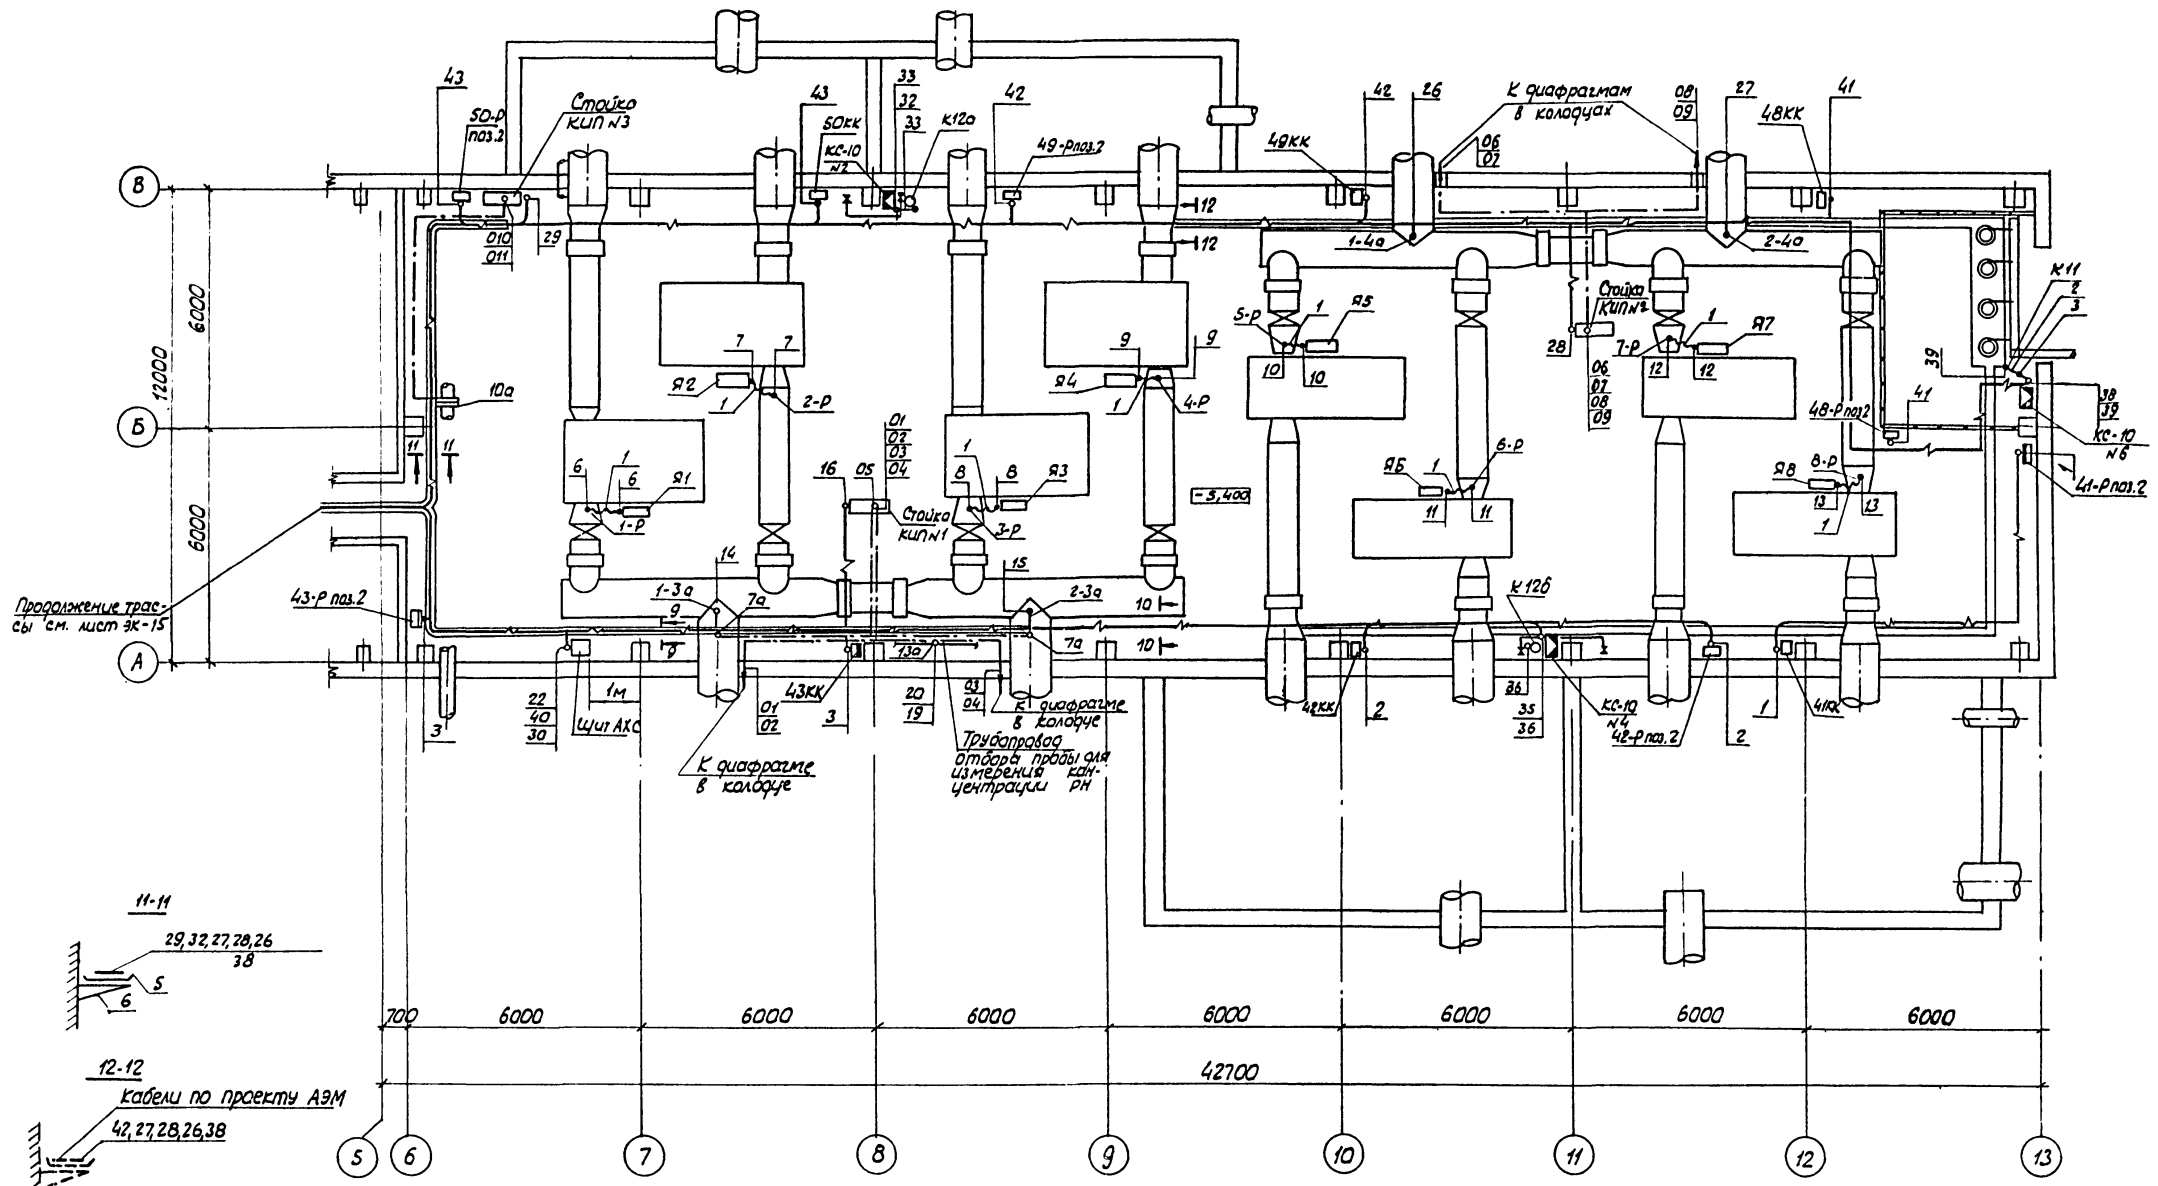 43
50-Р
поз.2
Стойка
КИП N3
43
50КК
КС-10
N2
33
32
33
К12а
42
49-Р поз.2
42
49КК
26
К диафрагмам
в колодцах
06
07
08
09
27
48КК
41
В
010
011
29
12
12
1-4а
2-4а
К11
2
3
6000
12000
6000
10а
Б
11
11
Я2
7
7
1
2-Р
9
9
Я4
1
4-Р
5-Р
1
Я5
10
10
28
Стойка
КИП N2
06
07
08
09
7-Р
1
Я7
12
12
39
38
39
КС-10
N6
48-Р поз.2
41
41-Р поз.2
6
1
6
Я1
1-Р
16
05
01
02
03
04
Стойка
КИП N1
8
1
8
Я3
3-Р
-5,400
Я6
1
6-Р
11
11
Я8
8-Р
13
13
1
Продолжение трас-
сы см. лист ЭК-15
43-Р поз.2
14
1-3а
7а
9
15
2-3а
7а
10
10
К 12б
А
3
22
40
30
Щит АХС
1м
01
02
К диафрагме
в колодце
43КК
3
13а
20
19
03
04
К диафрагме
в колодце
Трубопровод
отбора пробы для
измерения кон-
центрации РН
42КК
2
36
35
36
КС-10
N4
42-Р поз.2
2
1
41КК
11-11
29, 32, 27, 28, 26
38
5
6
700
6000
6000
6000
6000
6000
6000
6000
42700
12-12
Кабели по проекту АЭМ
42, 27, 28, 26, 38
5
6
7
8
9
10
11
12
13